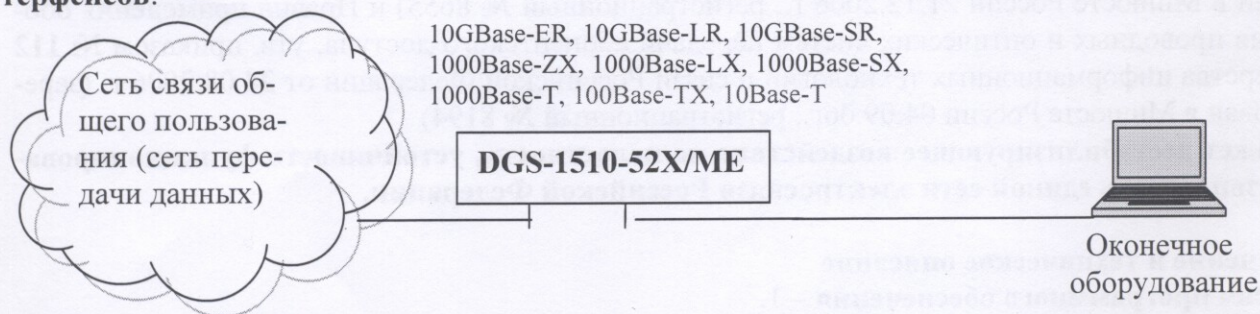 10GBase-ER, 10GBase-LR, 10GBase-SR,
1000Base-ZX, 1000Base-LX, 1000Base-SX,
1000Base-T, 100Base-TX, 10Base-T
Сеть связи об-
щего пользова-
ния (сеть пере-
дачи данных)
DGS-1510-52X/ME
Оконечное
оборудование